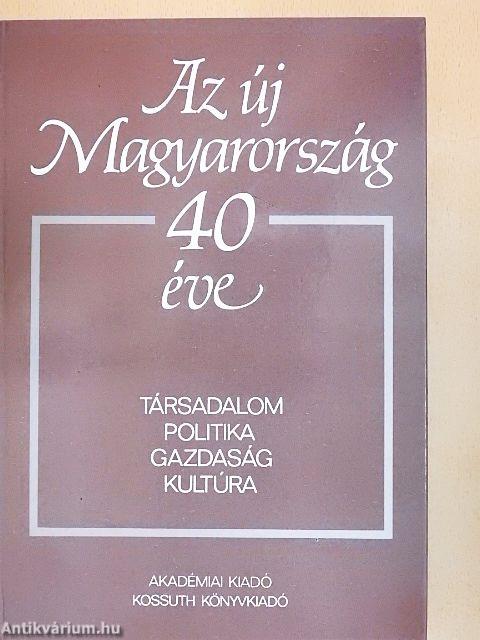 Az új
Magyarország
40
éve
TÁRSADALOM
POLITIKA
GAZDASÁG
KULTÚRA
AKADÉMIAI KIADÓ
KOSSUTH KÖNYVKIADÓ
Antikvárium.hu